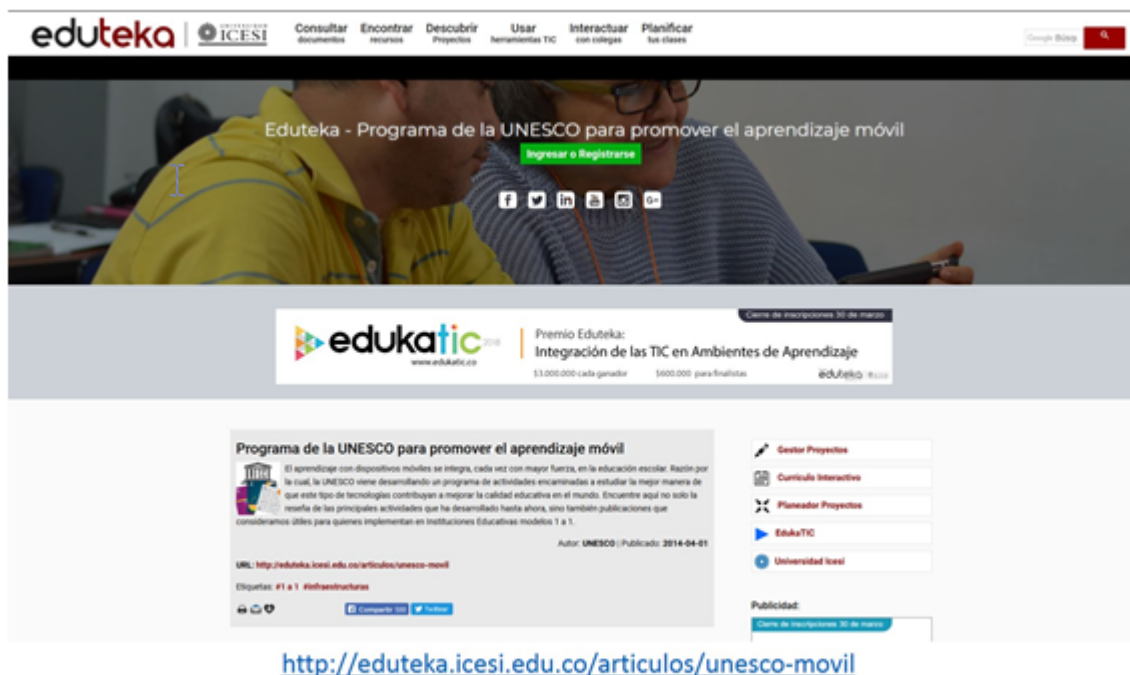 eduteka UNIVERSIDAD ICESI
Consultar Encontrar Descubrir Usar Interactuar Planificar
documentos recursos Proyectos herramientas TIC con colegas tus clases
Google Búsq
Eduteka - Programa de la UNESCO para promover el aprendizaje móvil
Ingresar o Registrarse
Cierre de inscripciones 30 de marzo
edukatic 2018
www.edukatic.co
Premio Eduteka:
Integración de las TIC en Ambientes de Aprendizaje
$3.000.000 cada ganador $600.000 para finalistas
eduteka
Programa de la UNESCO para promover el aprendizaje móvil
El aprendizaje con dispositivos móviles se integra, cada vez con mayor fuerza, en la educación escolar. Razón por
la cual, la UNESCO viene desarrollando un programa de actividades encaminadas a estudiar la mejor manera de
que este tipo de tecnologías contribuyan a mejorar la calidad educativa en el mundo. Encuentre aquí no solo la
reseña de las principales actividades que ha desarrollado hasta ahora, sino también publicaciones que
consideramos útiles para quienes implementan en Instituciones Educativas modelos 1 a 1.
Autor: UNESCO | Publicado: 2014-04-01
URL: http://eduteka.icesi.edu.co/articulos/unesco-movil
Etiquetas: #1 a 1 #infraestructuras
Compartir Twittear
Gestor Proyectos
Currículo Interactivo
Planeador Proyectos
EdukaTIC
Universidad Icesi
Publicidad:
Cierre de inscripciones 30 de marzo
http://eduteka.icesi.edu.co/articulos/unesco-movil